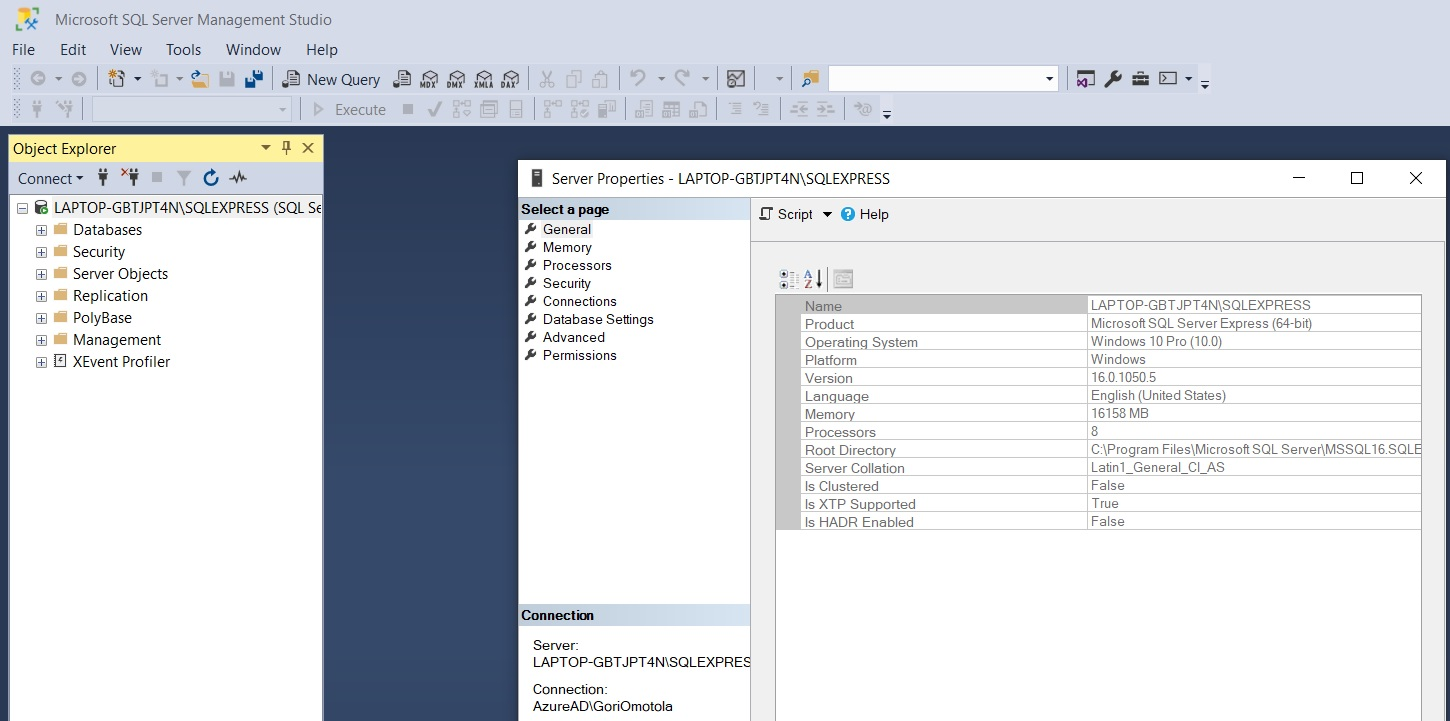 Microsoft SQL Server Management Studio
File Edit View Tools Window Help
New Query MDX DMX XMLA DAX
Execute
Object Explorer
Connect
LAPTOP-GBTJPT4N\SQLEXPRESS (SQL Se
Databases
Security
Server Objects
Replication
PolyBase
Management
XEvent Profiler
Server Properties - LAPTOP-GBTJPT4N\SQLEXPRESS
Select a page
General
Memory
Processors
Security
Connections
Database Settings
Advanced
Permissions
Script Help
Name LAPTOP-GBTJPT4N\SQLEXPRESS
Product Microsoft SQL Server Express (64-bit)
Operating System Windows 10 Pro (10.0)
Platform Windows
Version 16.0.1050.5
Language English (United States)
Memory 16158 MB
Processors 8
Root Directory C:\Program Files\Microsoft SQL Server\MSSQL16.SQLE
Server Collation Latin1_General_CI_AS
Is Clustered False
Is XTP Supported True
Is HADR Enabled False
Connection
Server:
LAPTOP-GBTJPT4N\SQLEXPRES
Connection:
AzureAD\GoriOmotola